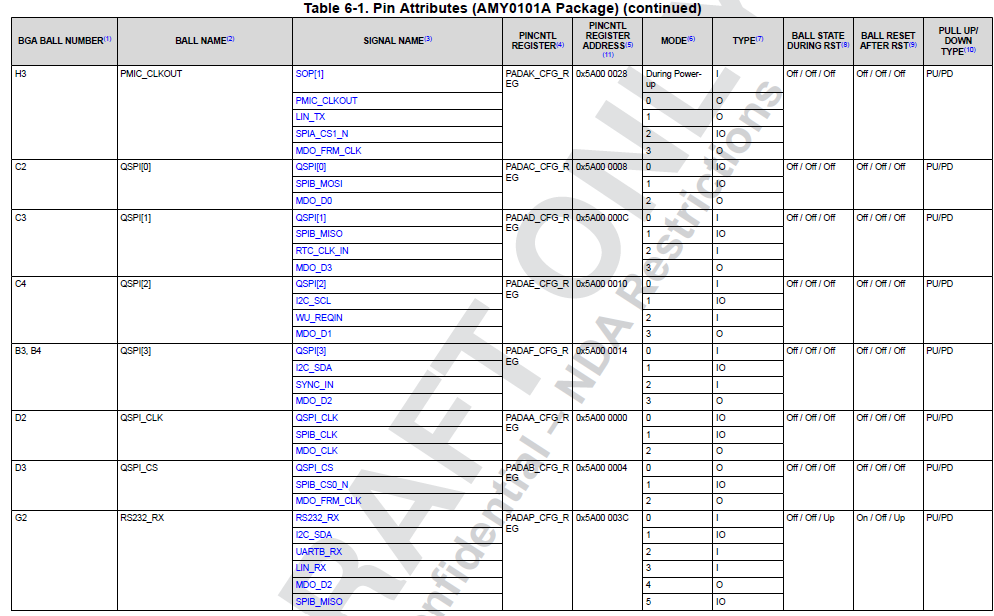 Table 6-1. Pin Attributes (AMY0101A Package) (continued)
BGA BALL NUMBER(1) BALL NAME(2) SIGNAL NAME(3) PINCNTL REGISTER(4) PINCNTL REGISTER ADDRESS(5)(11) MODE(6) TYPE(7) BALL STATE DURING RST(8) BALL RESET AFTER RST(9) PULL UP/ DOWN TYPE(10)
H3 PMIC_CLKOUT SOP[1] PADAK_CFG_REG 0x5A00 0028 During Power-up I Off / Off / Off Off / Off / Off PU/PD
PMIC_CLKOUT 0 O
LIN_TX 1 O
SPIA_CS1_N 2 IO
MDO_FRM_CLK 3 O
C2 QSPI[0] QSPI[0] PADAC_CFG_REG 0x5A00 0008 0 IO Off / Off / Off Off / Off / Off PU/PD
SPIB_MOSI 1 IO
MDO_D0 2 O
C3 QSPI[1] QSPI[1] PADAD_CFG_REG 0x5A00 000C 0 I Off / Off / Off Off / Off / Off PU/PD
SPIB_MISO 1 IO
RTC_CLK_IN 2 I
MDO_D3 3 O
C4 QSPI[2] QSPI[2] PADAE_CFG_REG 0x5A00 0010 0 I Off / Off / Off Off / Off / Off PU/PD
I2C_SCL 1 IO
WU_REQIN 2 I
MDO_D1 3 O
B3, B4 QSPI[3] QSPI[3] PADAF_CFG_REG 0x5A00 0014 0 I Off / Off / Off Off / Off / Off PU/PD
I2C_SDA 1 IO
SYNC_IN 2 I
MDO_D2 3 O
D2 QSPI_CLK QSPI_CLK PADAA_CFG_REG 0x5A00 0000 0 IO Off / Off / Off Off / Off / Off PU/PD
SPIB_CLK 1 IO
MDO_CLK 2 O
D3 QSPI_CS QSPI_CS PADAB_CFG_REG 0x5A00 0004 0 O Off / Off / Off Off / Off / Off PU/PD
SPIB_CS0_N 1 IO
MDO_FRM_CLK 2 O
G2 RS232_RX RS232_RX PADAP_CFG_REG 0x5A00 003C 0 I Off / Off / Up On / Off / Up PU/PD
I2C_SDA 1 IO
UARTB_RX 2 I
LIN_RX 3 I
MDO_D2 4 O
SPIB_MISO 5 IO
RAFT ONLY
nfidential – NDA Restrictions